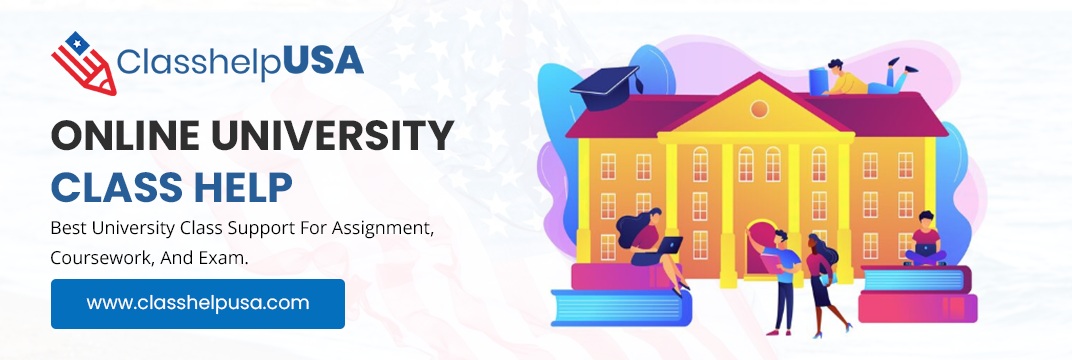 ClasshelpUSA
ONLINE UNIVERSITY
CLASS HELP
Best University Class Support For Assignment,
Coursework, And Exam.
www.classhelpusa.com